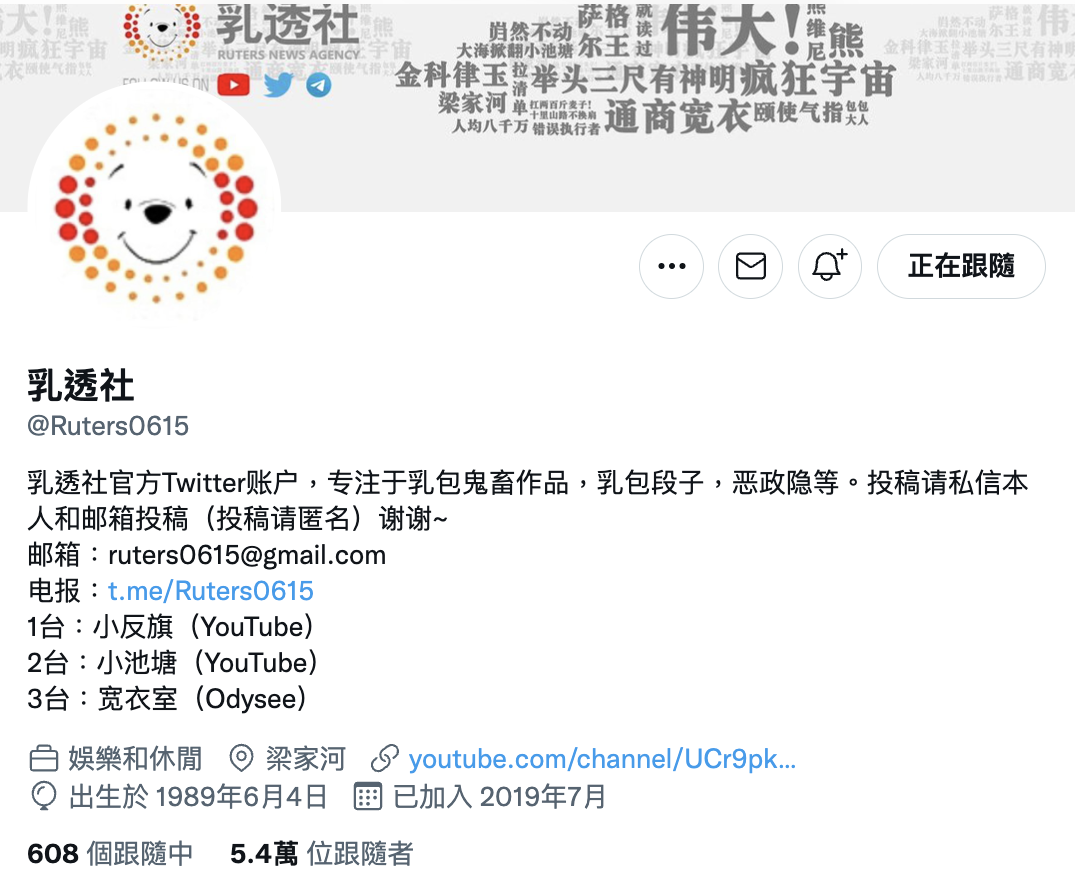 乳透社
RUTERS NEWS AGENCY
FOLLOW US ON
岿然不动
大海掀翻小池塘
萨格尔王
就读过
伟大！
熊维尼
熊
金科律玉
拉清单
举头三尺有神明
疯狂宇宙
梁家河
扛两百斤麦子！
十里山路不换肩
人均八千万
错误执行者
通商宽衣
颐使气指
包包大人
正在跟隨
乳透社
@Ruters0615
乳透社官方Twitter账户，专注于乳包鬼畜作品，乳包段子，恶政隐等。投稿请私信本
人和邮箱投稿（投稿请匿名）谢谢~
邮箱：ruters0615@gmail.com
电报：t.me/Ruters0615
1台：小反旗（YouTube）
2台：小池塘（YouTube）
3台：宽衣室（Odysee）
娛樂和休閒 梁家河 youtube.com/channel/UCr9pk...
出生於 1989年6月4日 已加入 2019年7月
608 個跟隨中 5.4萬 位跟隨者